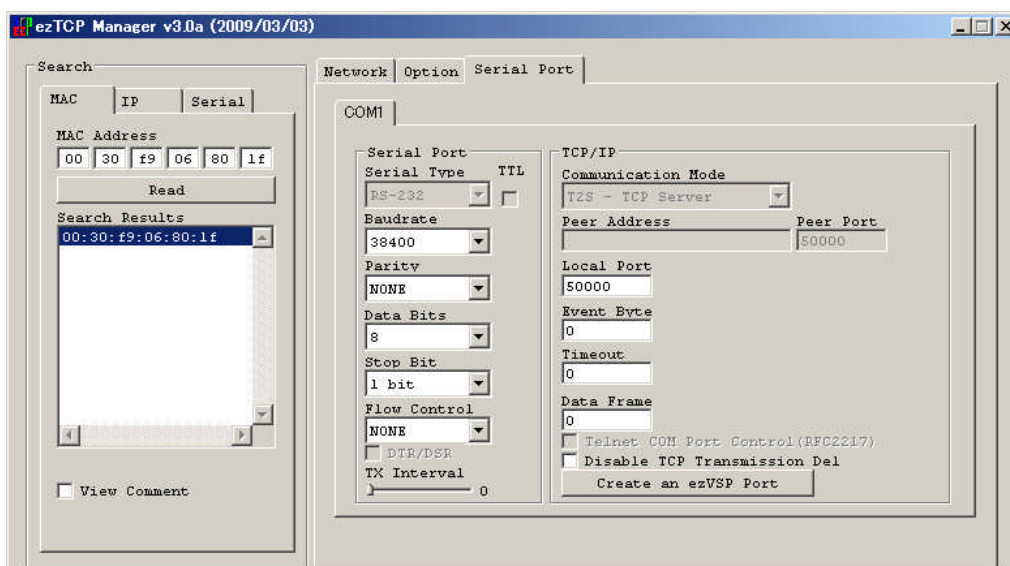 ezTCP Manager v3.0a (2009/03/03)
Search
MAC IP Serial
MAC Address
00 30 f9 06 80 1f
Read
Search Results
00:30:f9:06:80:1f
View Comment
Network Option Serial Port
COM1
Serial Port
Serial Type TTL
RS-232
Baudrate
38400
Parity
NONE
Data Bits
8
Stop Bit
1 bit
Flow Control
NONE
DTR/DSR
TX Interval
0
TCP/IP
Communication Mode
T2S - TCP Server
Peer Address Peer Port
50000
Local Port
50000
Event Byte
0
Timeout
0
Data Frame
0
Telnet COM Port Control(RFC2217)
Disable TCP Transmission Del
Create an ezVSP Port